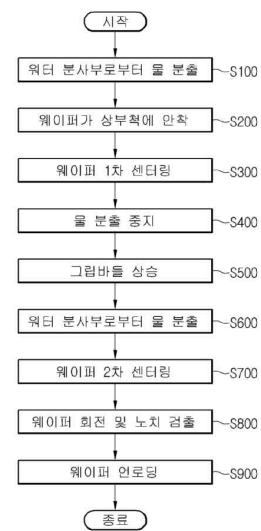 시작
워터 분사부로부터 물 분출 S100
웨이퍼가 상부척에 안착 S200
웨이퍼 1차 센터링 S300
물 분출 중지 S400
그립바들 상승 S500
워터 분사부로부터 물 분출 S600
웨이퍼 2차 센터링 S700
웨이퍼 회전 및 노치 검출 S800
웨이퍼 언로딩 S900
종료